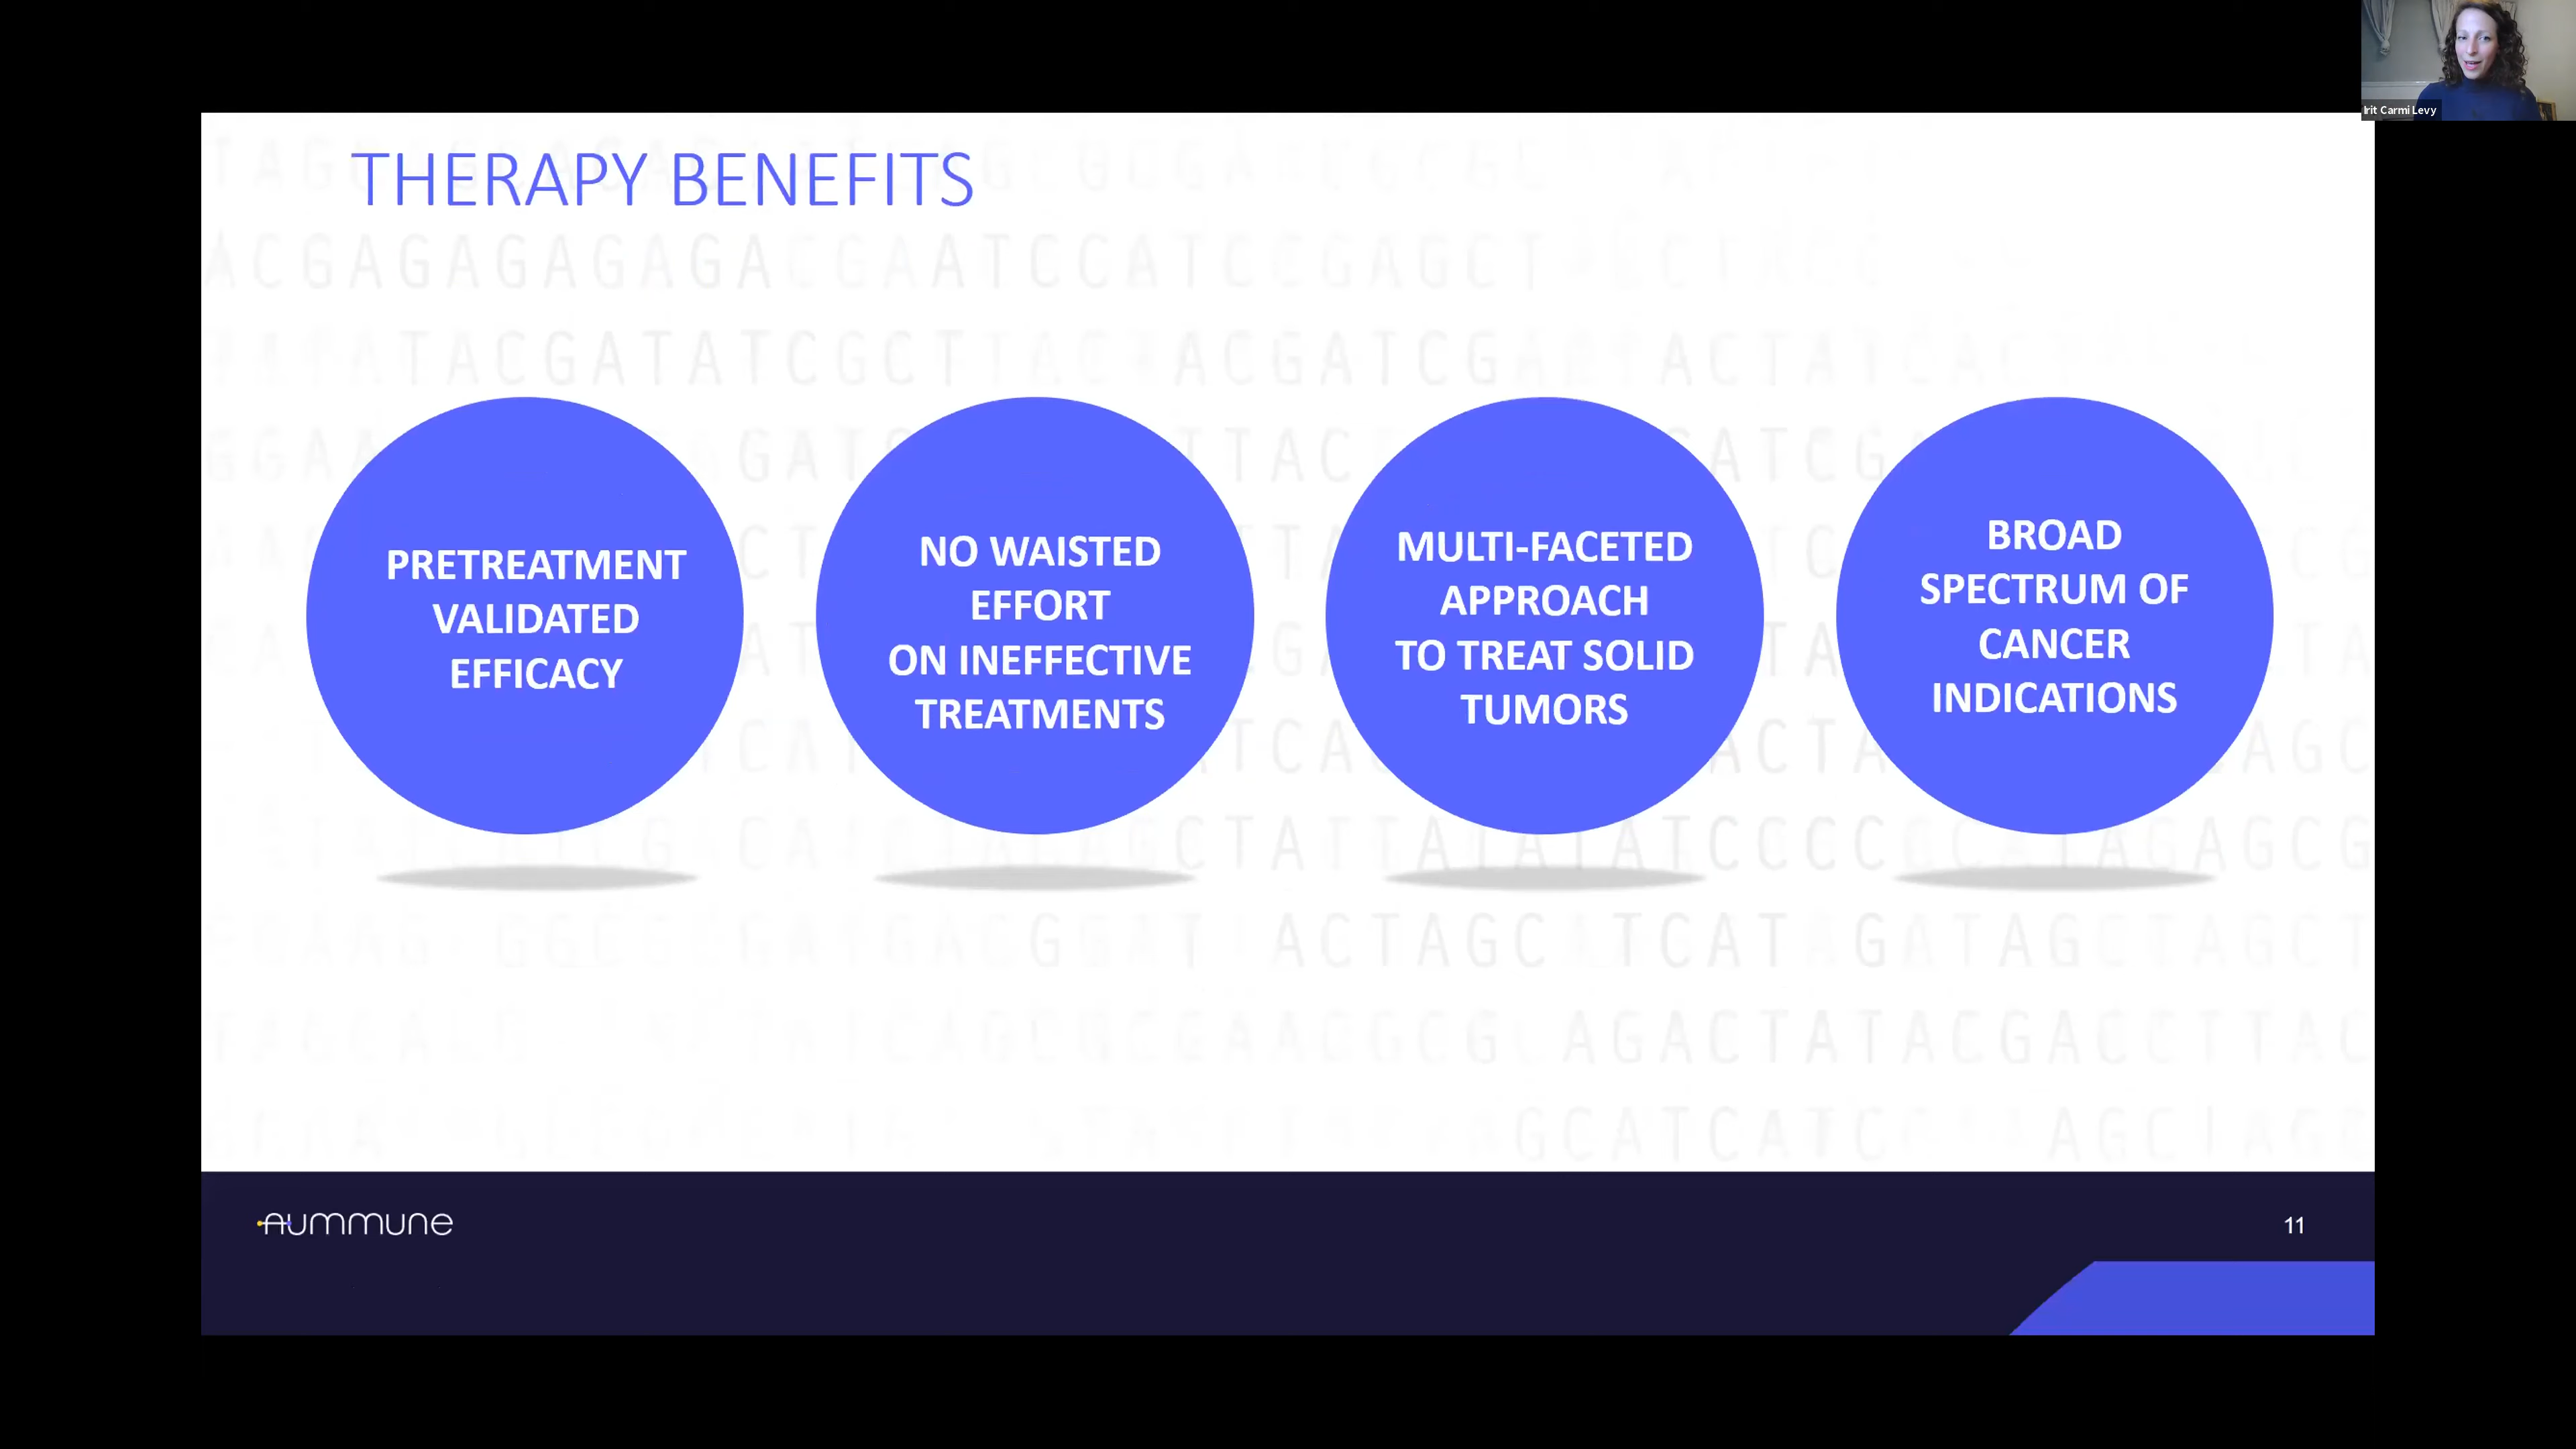 Irit Carmi Levy
THERAPY BENEFITS
PRETREATMENT
VALIDATED
EFFICACY
NO WAISTED
EFFORT
ON INEFFECTIVE
TREATMENTS
MULTI-FACETED
APPROACH
TO TREAT SOLID
TUMORS
BROAD
SPECTRUM OF
CANCER
INDICATIONS
Aummune
11